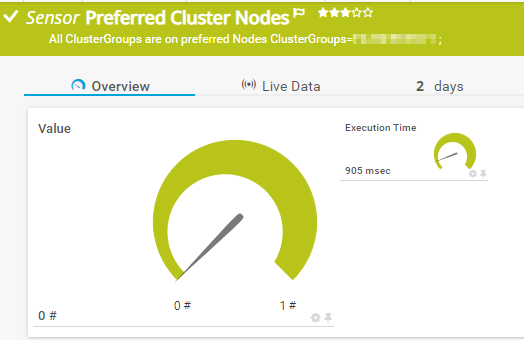 Sensor Preferred Cluster Nodes
All ClusterGroups are on preferred Nodes ClusterGroups= ;
Overview
Live Data
2 days
Value
0 #
1 #
0 #
Execution Time
905 msec